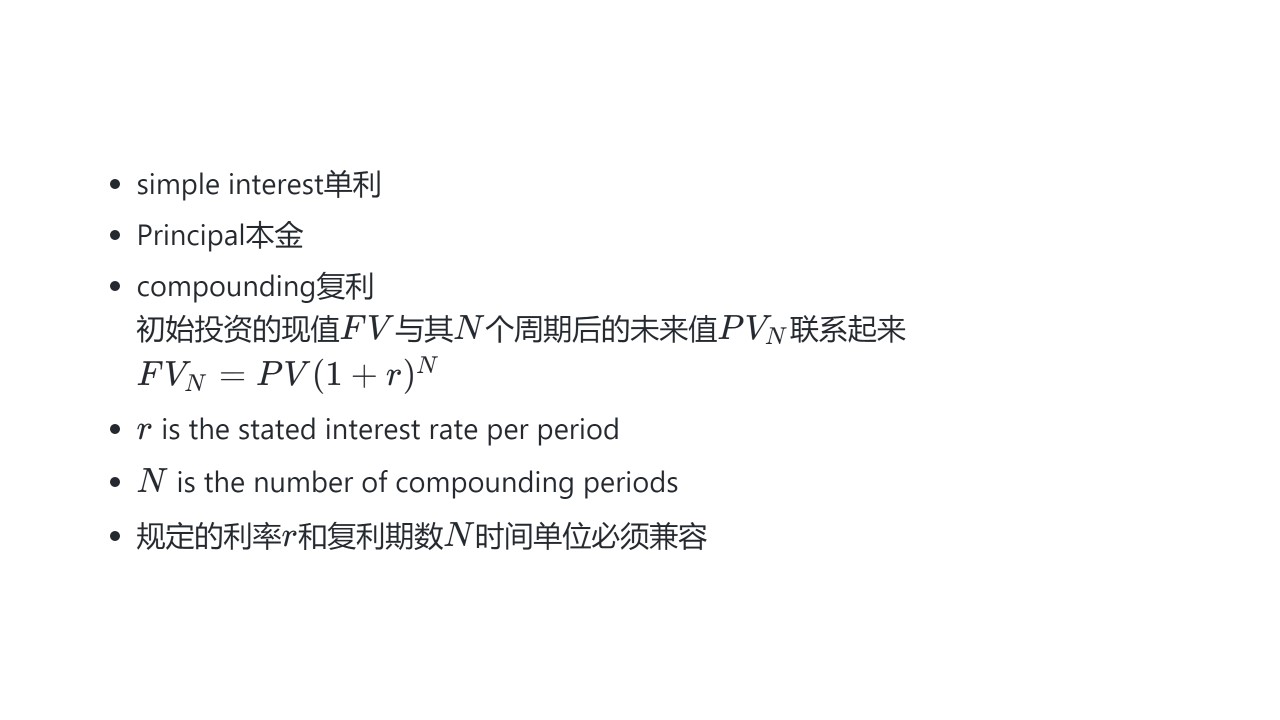 • simple interest单利
• Principal本金
• compounding复利
初始投资的现值$FV$与其$N$个周期后的未来值$PV_N$联系起来
$FV_N = PV(1 + r)^N$
• $r$ is the stated interest rate per period
• $N$ is the number of compounding periods
• 规定的利率$r$和复利期数$N$时间单位必须兼容